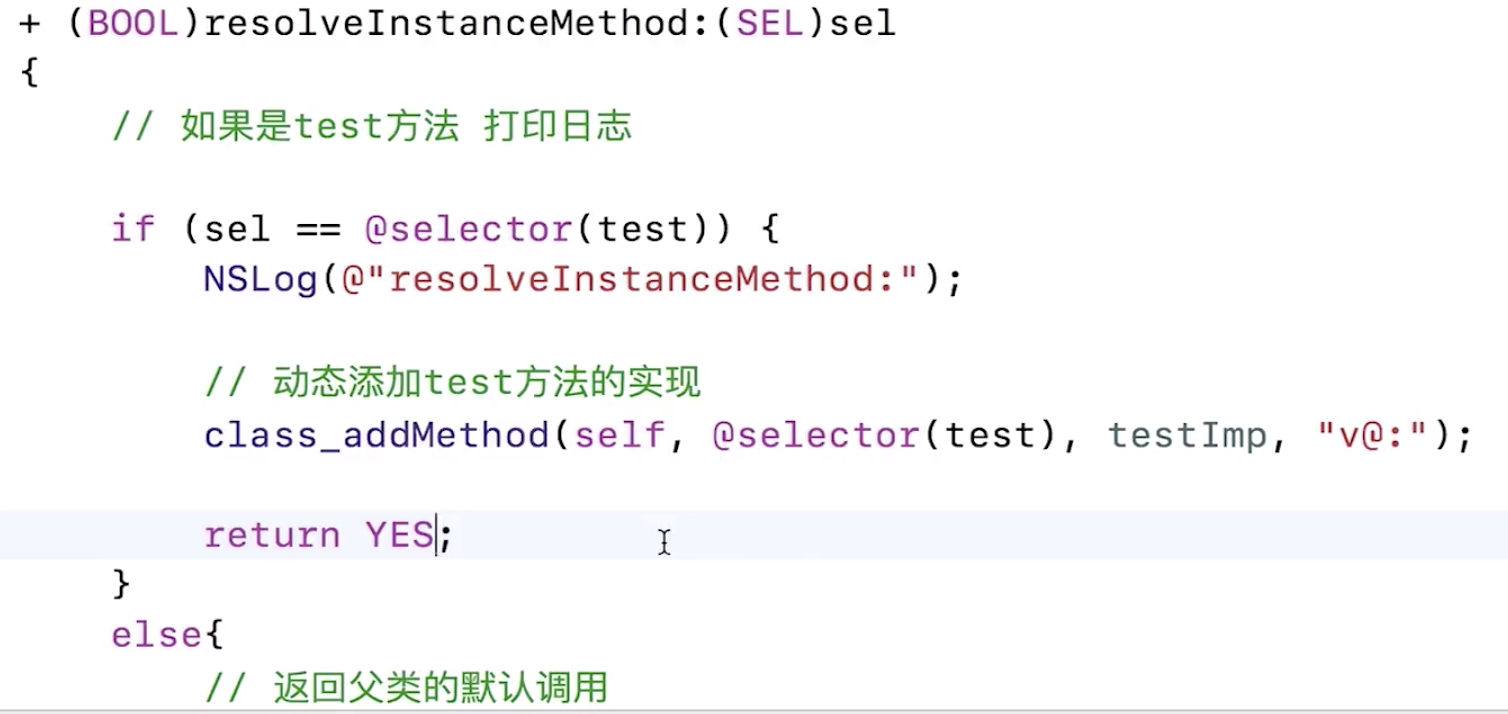 + (BOOL)resolveInstanceMethod:(SEL)sel
{
// 如果是test方法 打印日志
if (sel == @selector(test)) {
NSLog(@"resolveInstanceMethod:");
// 动态添加test方法的实现
class_addMethod(self, @selector(test), testImp, "v@:");
return YES;
}
else{
// 返回父类的默认调用